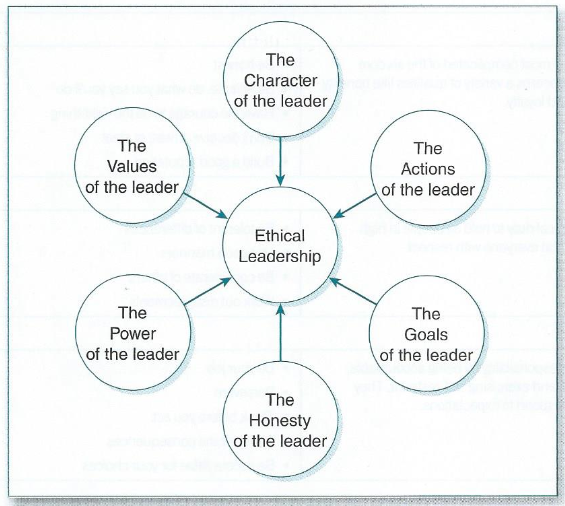 The
Character
of the leader
The
Values
of the leader
The
Actions
of the leader
Ethical
Leadership
The
Power
of the leader
The
Goals
of the leader
The
Honesty
of the leader